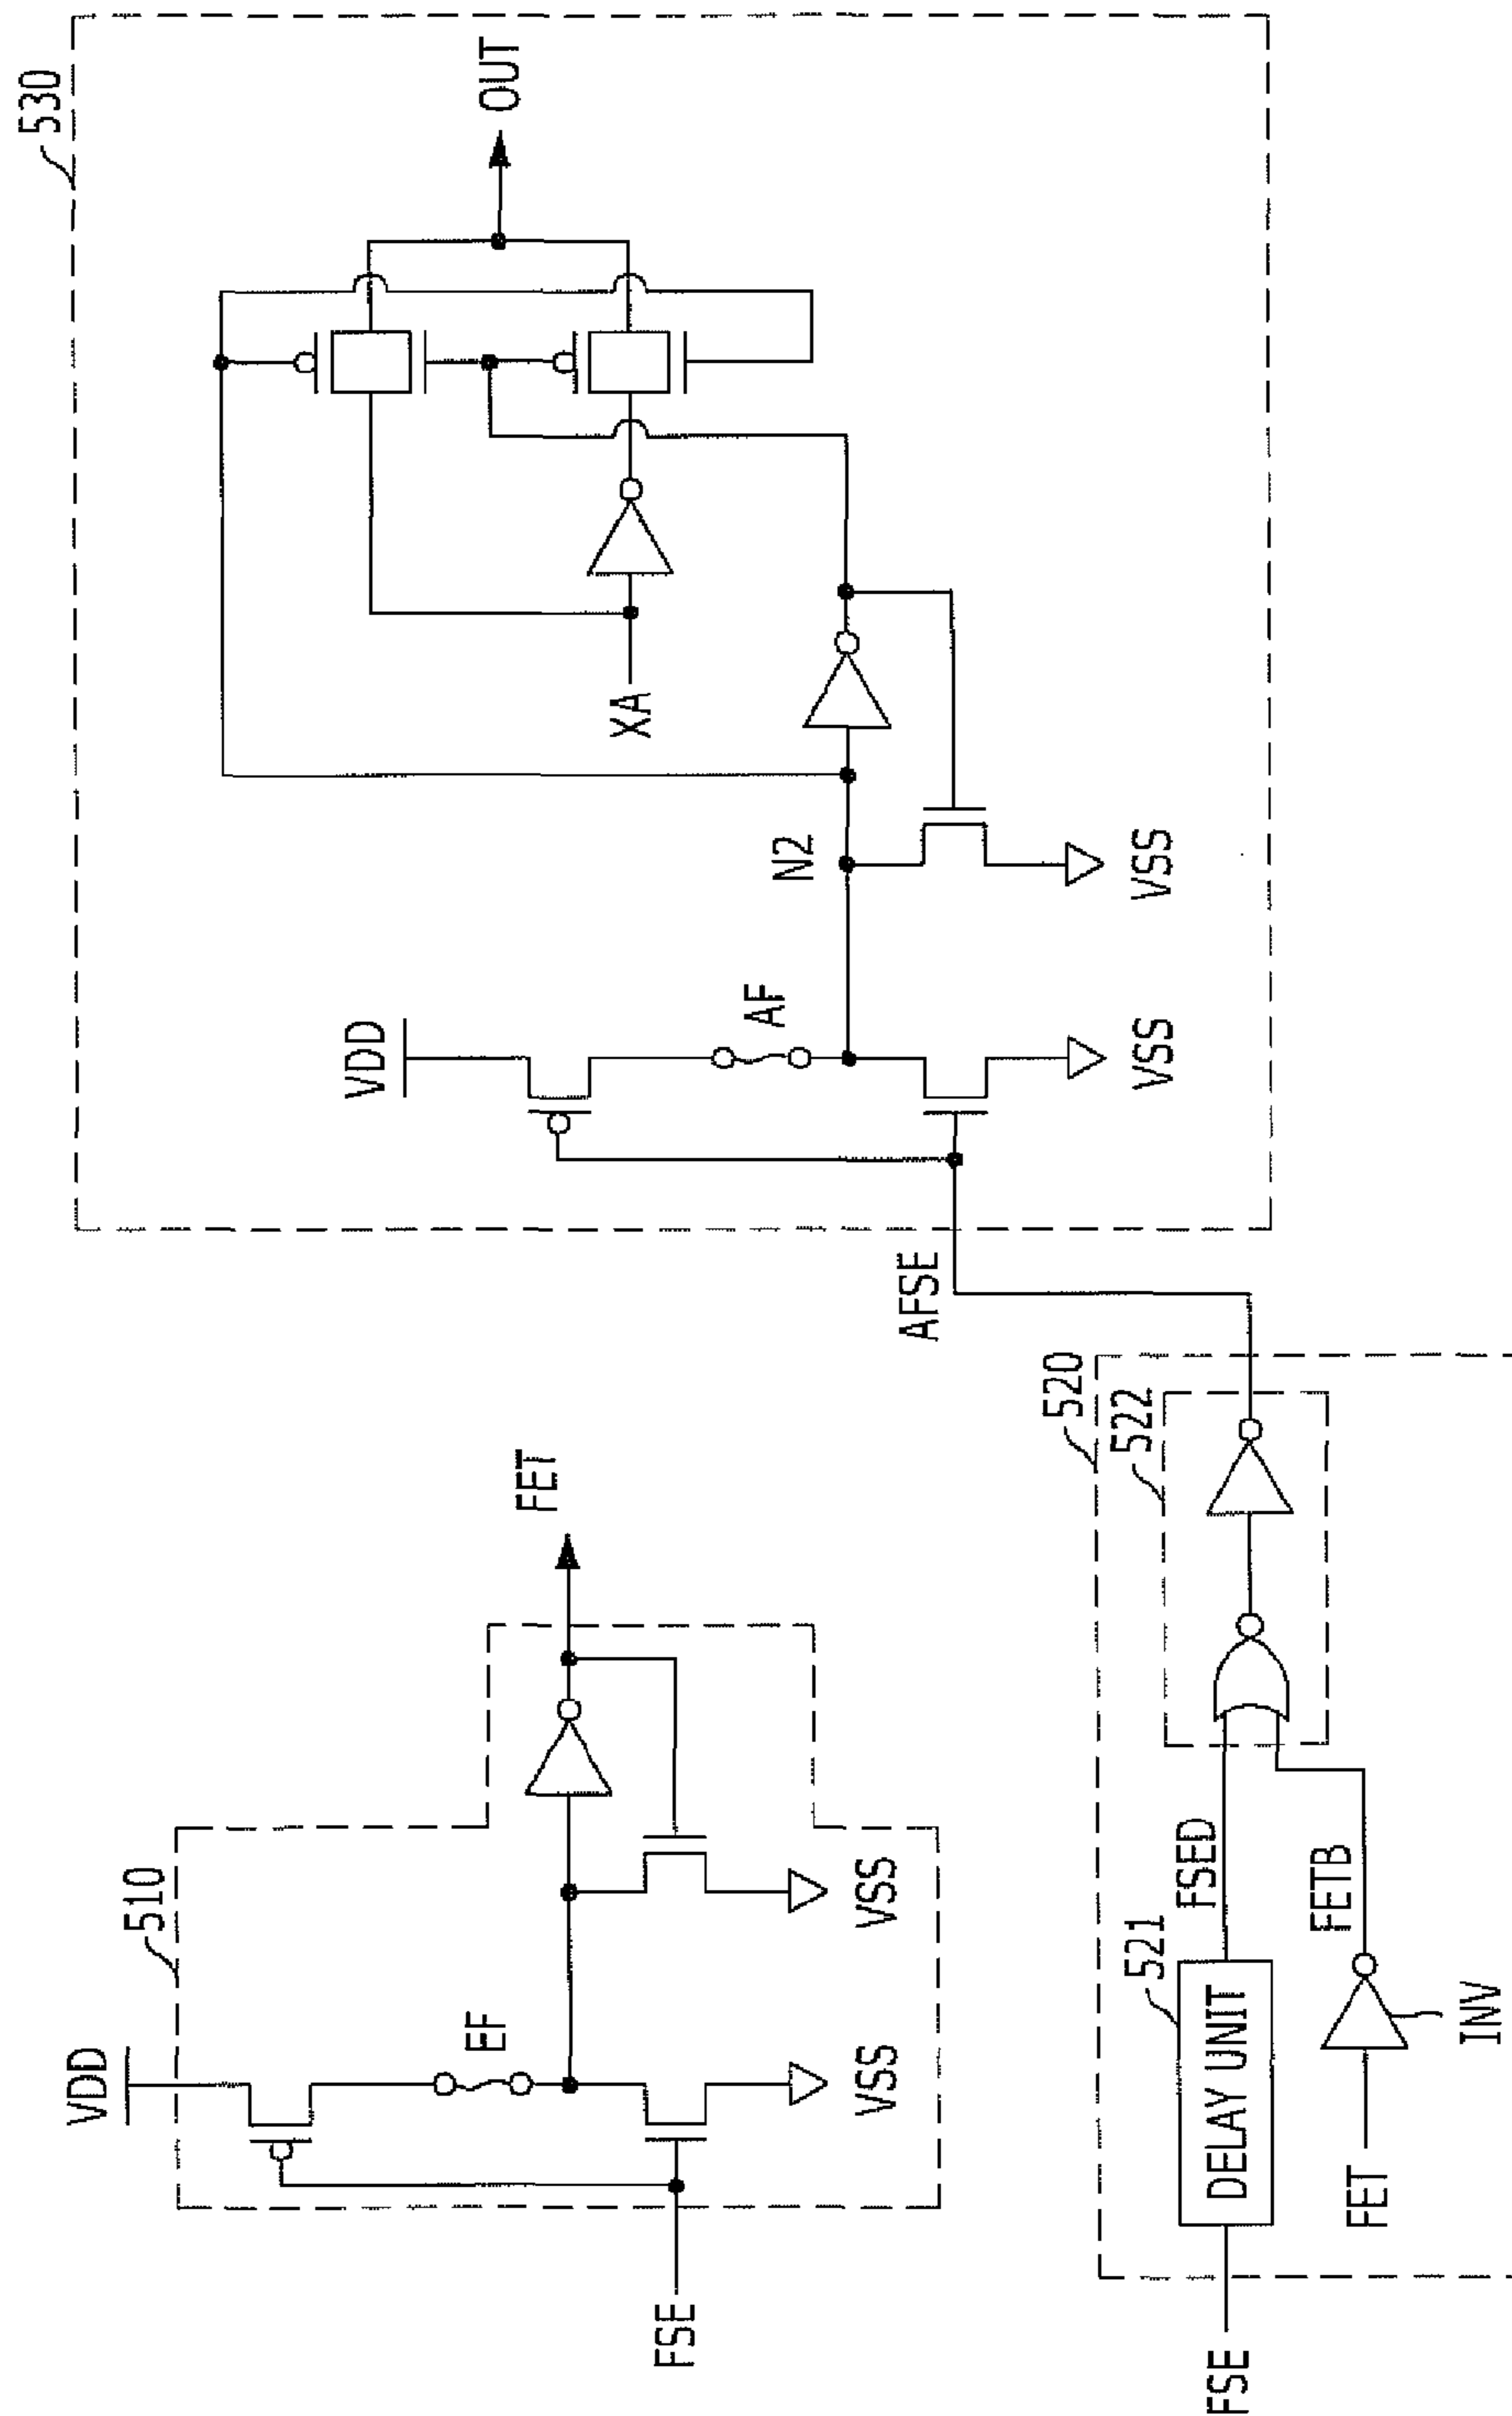 VDD
510
EF
VSS
VSS
FSE
FET
FSE
521
DELAY UNIT
FSED
FET
INV
FETB
520
522
AFSE
530
VDD
AF
VSS
N2
VSS
XA
OUT